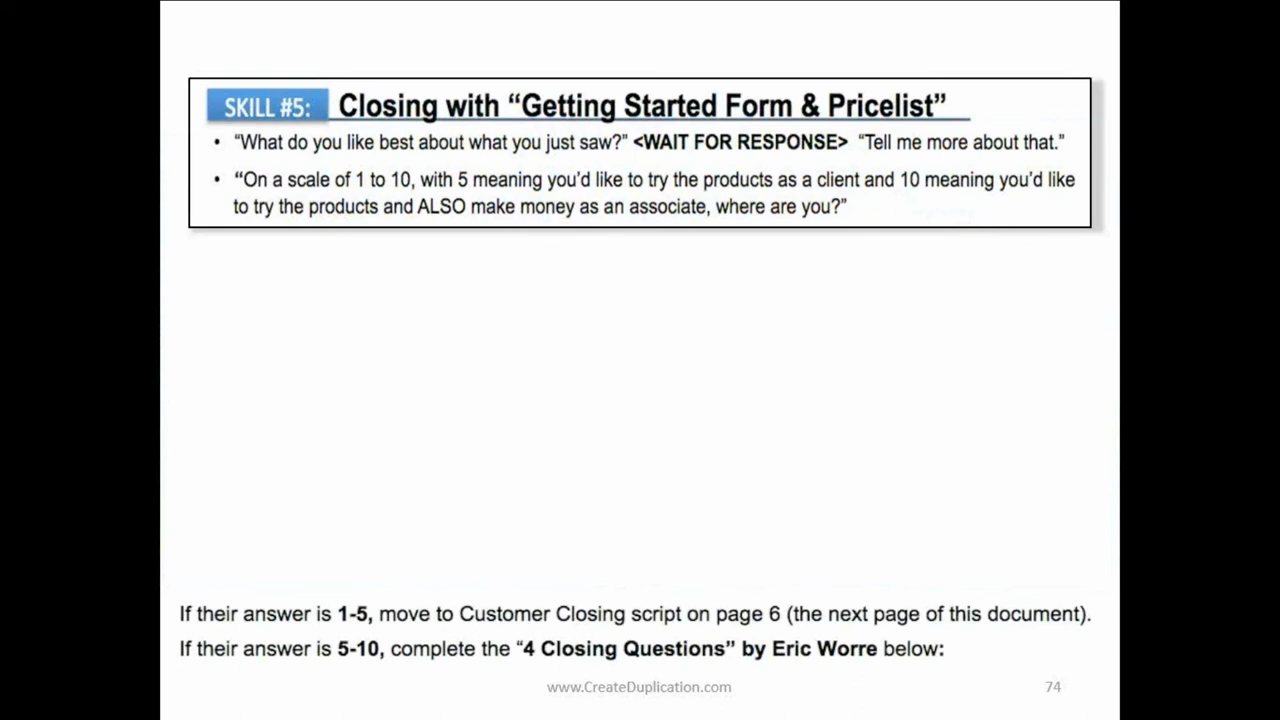 SKILL #5: Closing with “Getting Started Form & Pricelist”
• “What do you like best about what you just saw?” <WAIT FOR RESPONSE> “Tell me more about that.”
• “On a scale of 1 to 10, with 5 meaning you’d like to try the products as a client and 10 meaning you’d like
to try the products and ALSO make money as an associate, where are you?”
If their answer is 1-5, move to Customer Closing script on page 6 (the next page of this document).
If their answer is 5-10, complete the “4 Closing Questions” by Eric Worre below:
www.CreateDuplication.com 74